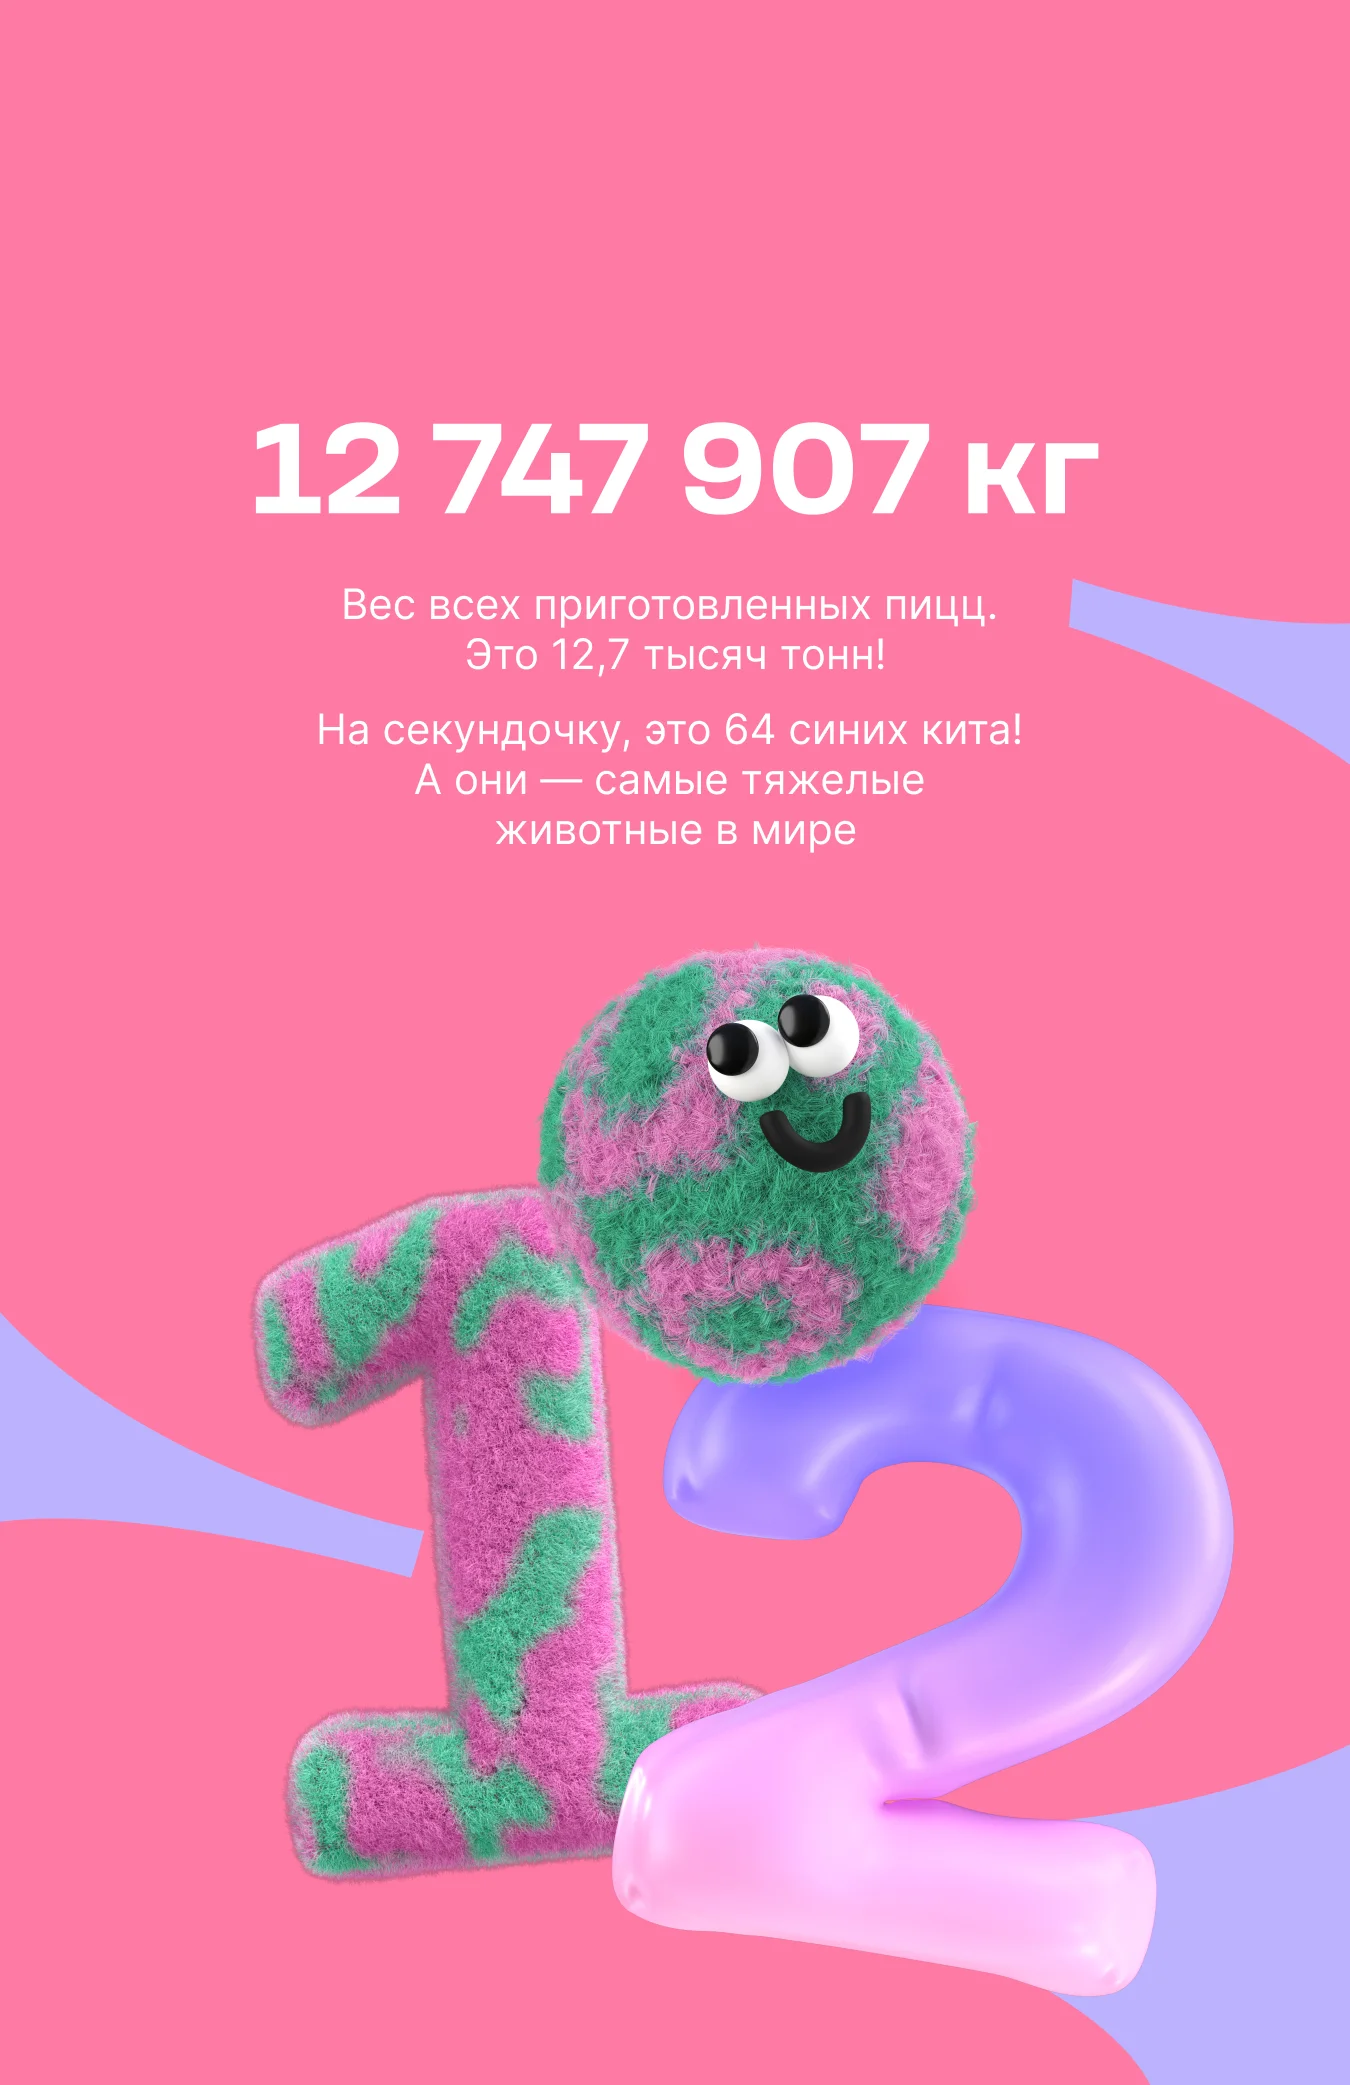 12 747 907 кг
Вес всех приготовленных пицц.
Это 12,7 тысяч тонн!
На секундочку, это 64 синих кита!
А они — самые тяжелые
животные в мире
12